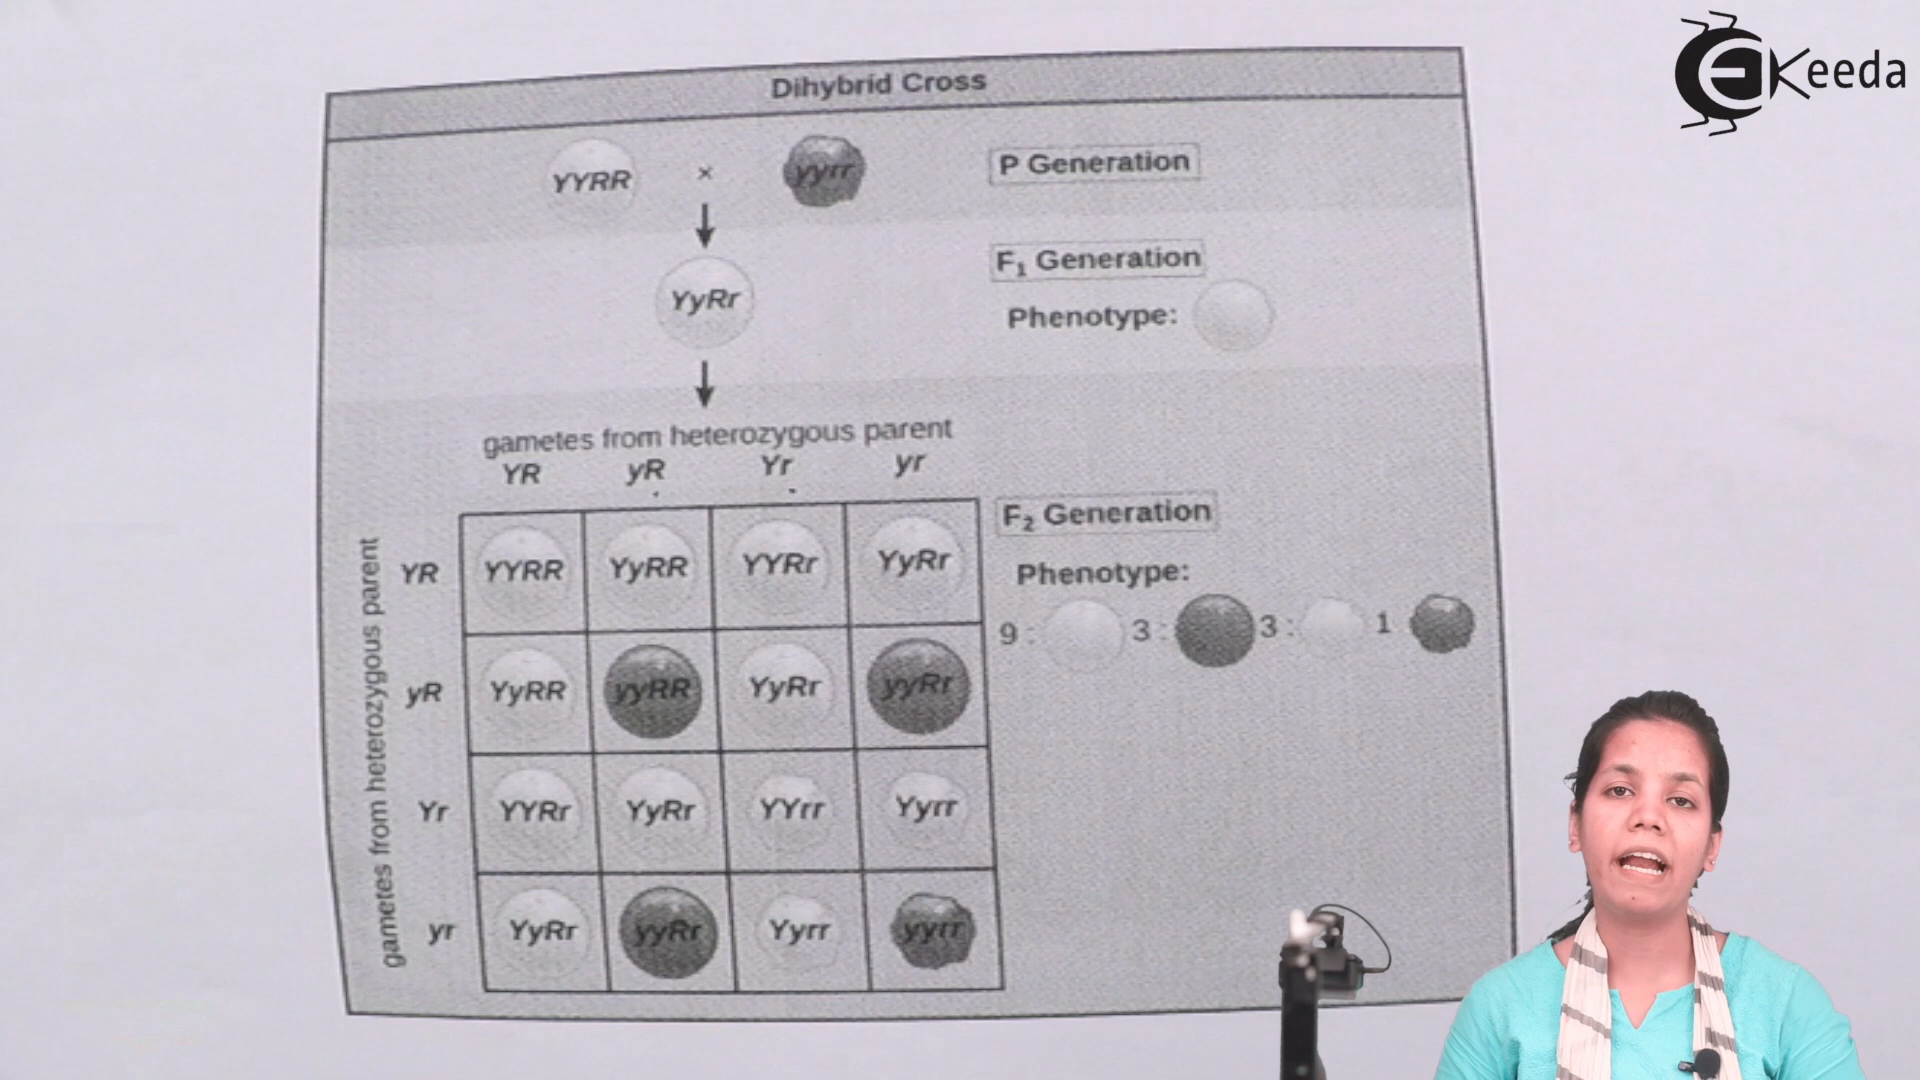 EKeeda
Dihybrid Cross
YYRR × yyrr
P Generation
YyRr
F₁ Generation
Phenotype:
gametes from heterozygous parent
YR yR Yr yr
gametes from heterozygous parent
YR YYRR YyRR YYRr YyRr
yR YyRR yyRR YyRr yyRr
Yr YYRr YyRr YYrr Yyrr
yr YyRr yyRr Yyrr yyrr
F₂ Generation
Phenotype:
9 : 3 : 3 : 1